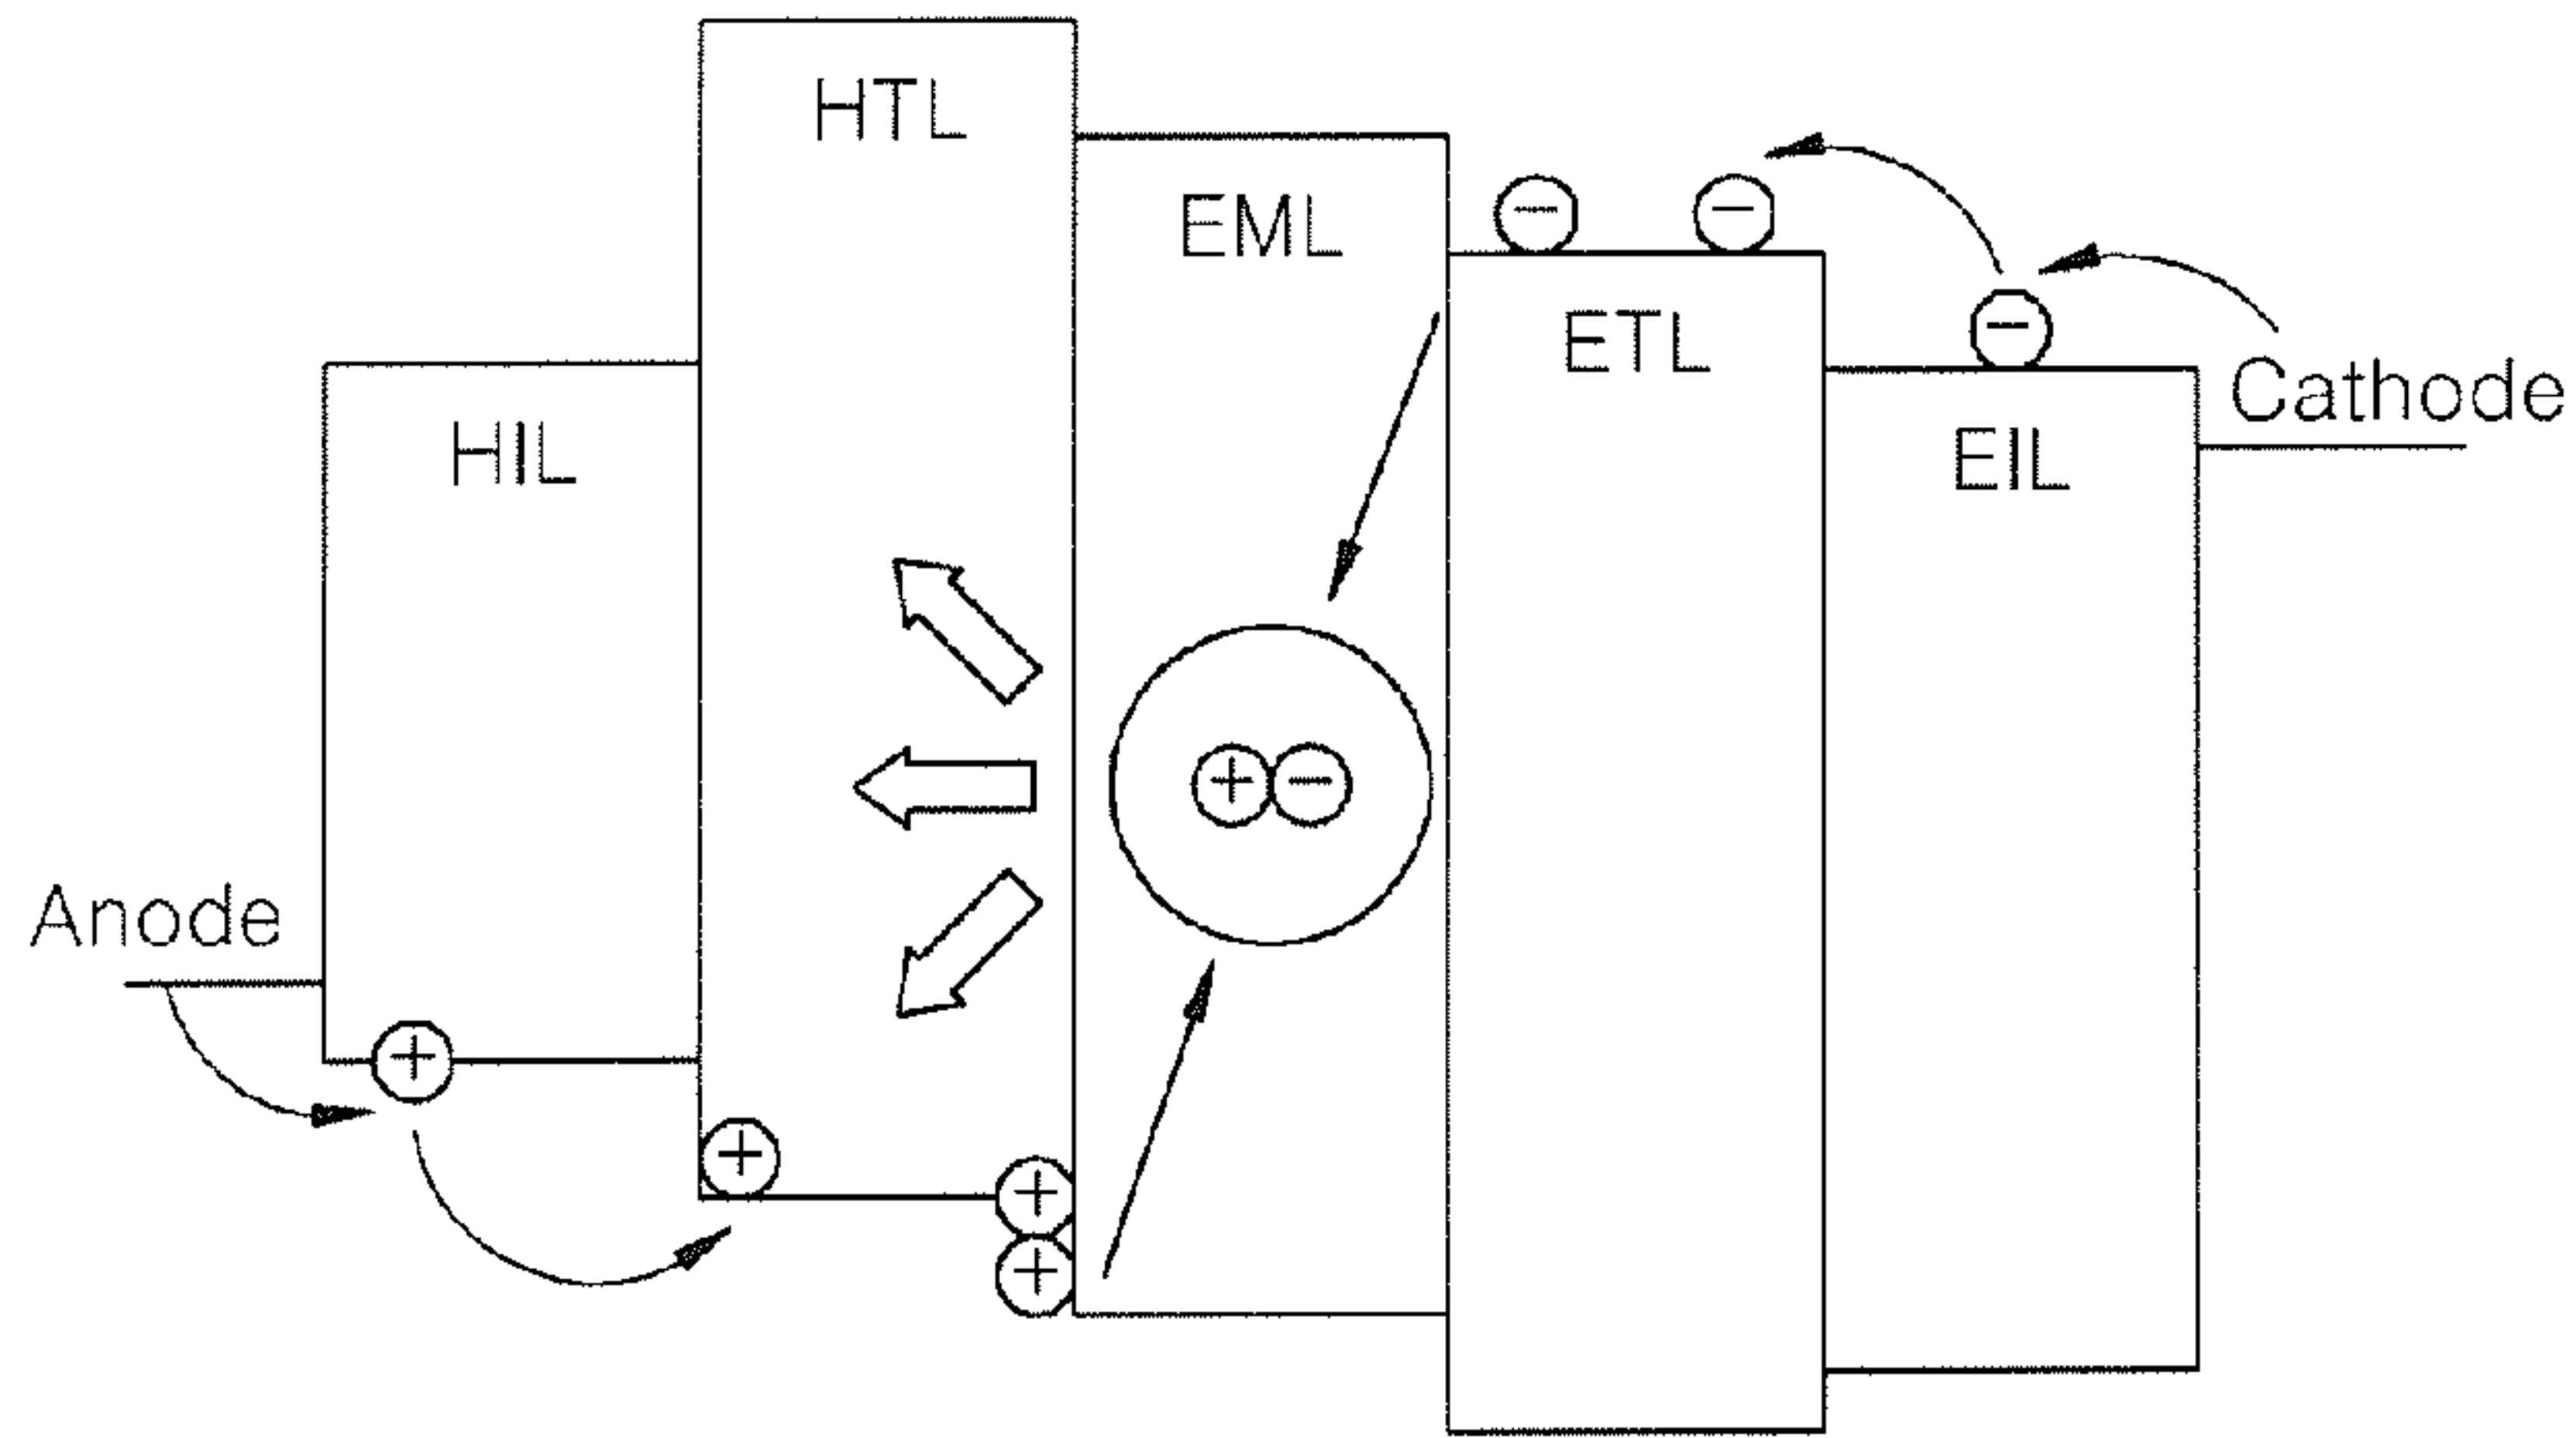 HTL
EML
ETL
Cathode
HIL
EIL
Anode
+ -